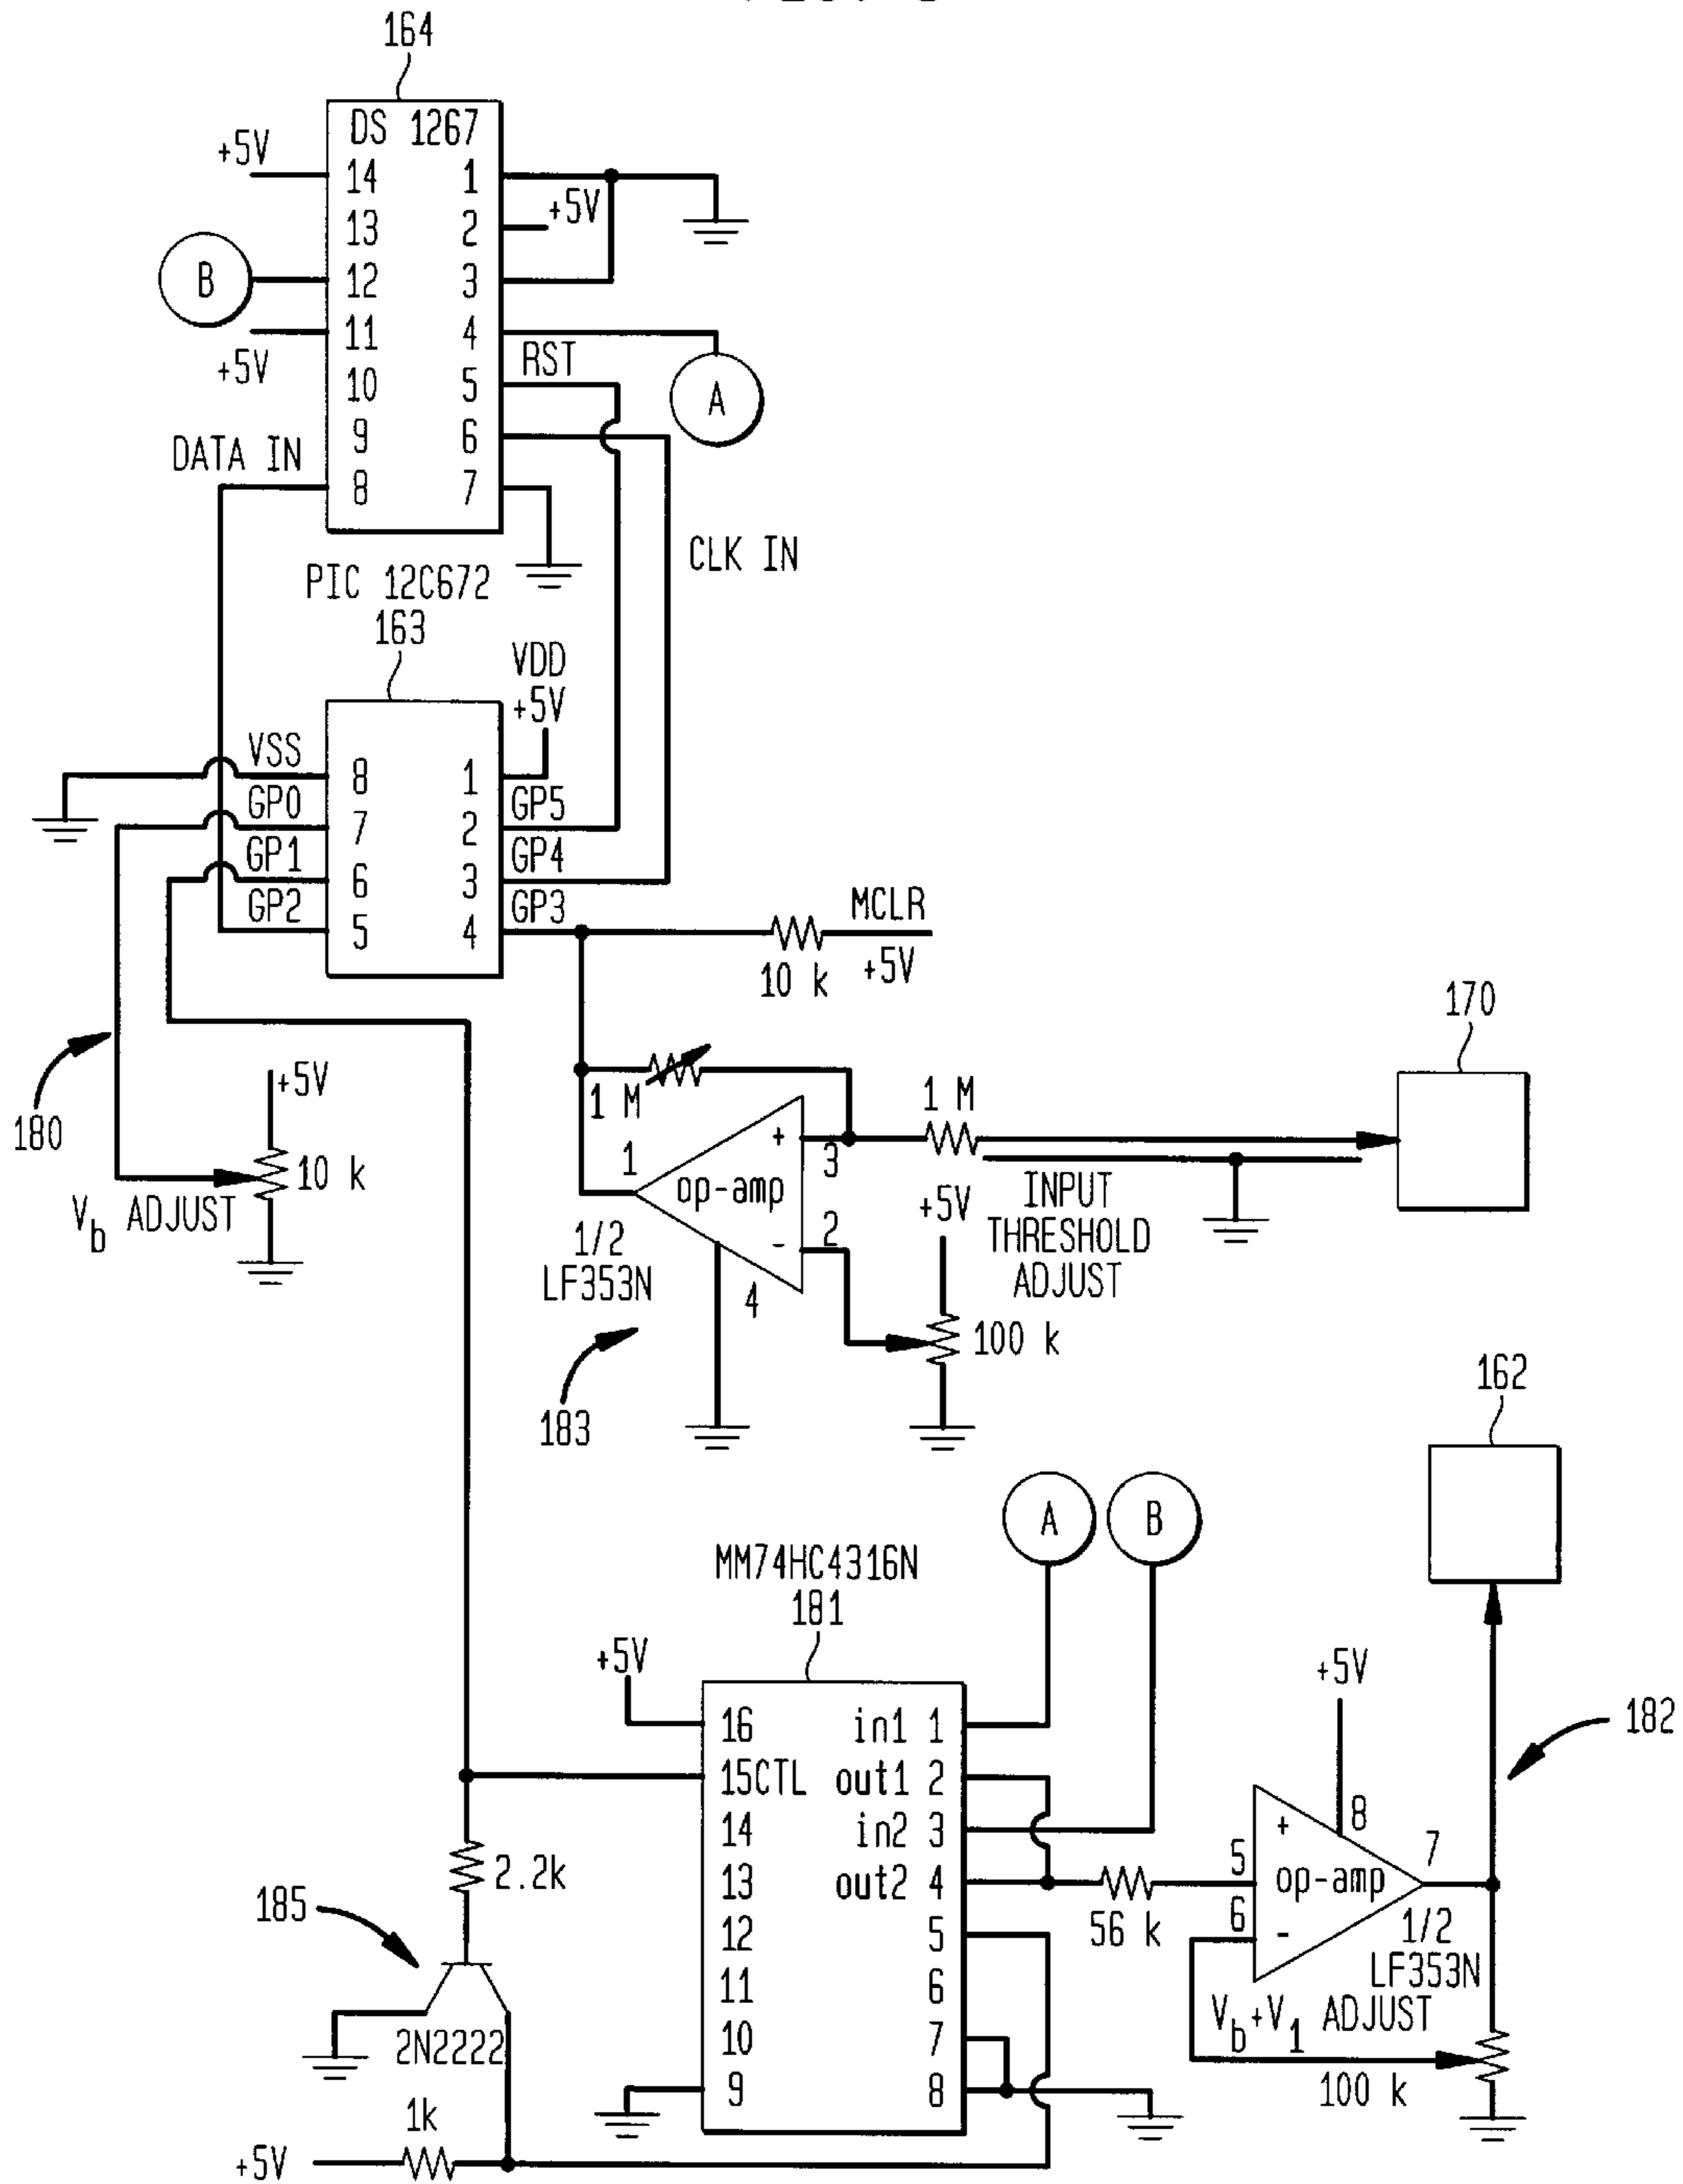 164
DS 1267
+5V
14 1
+5V
13 2
B
12 3
11 4
+5V
RST
10 5
A
9 6
DATA IN
8 7
CLK IN
PIC 12C672
163
VDD
+5V
VSS
8 1
GP0
GP5
7 2
GP1
GP4
6 3
GP2
GP3
5 4
MCLR
10 k
+5V
170
180
+5V
10 k
Vb ADJUST
1 M
1 M
+
3
1
op-amp
2
-
4
1/2
LF353N
+5V
INPUT
THRESHOLD
ADJUST
100 k
183
162
A
B
MM74HC4316N
181
+5V
16 in1 1
15CTL out1 2
14 in2 3
13 out2 4
12 5
11 6
10 7
9 8
+5V
182
2.2k
185
56 k
+
8
5
op-amp
7
6
-
1/2
LF353N
Vb+V1 ADJUST
100 k
2N2222
1k
+5V